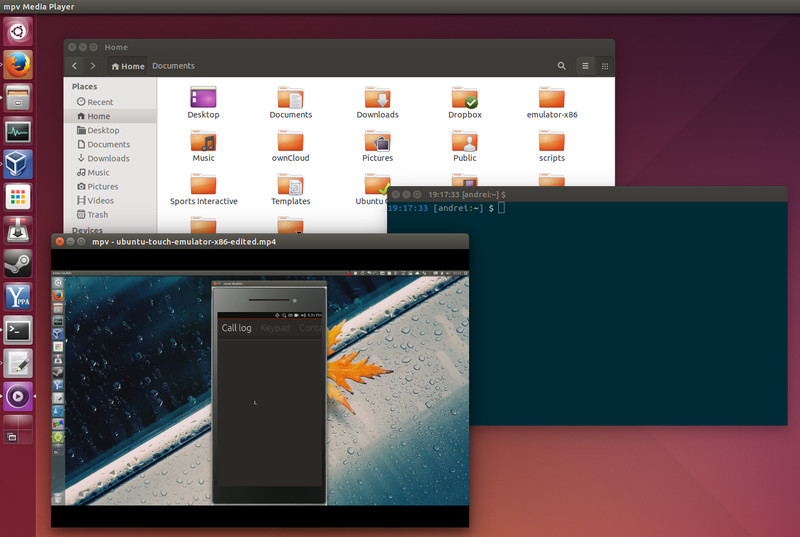 mpv Media Player
Home
Home Documents
Places
Recent
Home
Desktop
Documents
Downloads
Music
Pictures
Videos
Trash
Devices
Desktop Documents Downloads Dropbox emulator-x86
Music ownCloud Pictures Public scripts
Sports Interactive Templates Ubuntu
19:17:33 [andrei:~] $
19:17:33 [andrei:~] $
mpv - ubuntu-touch-emulator-x86-edited.mp4
Call log Keypad Conta
YPPA